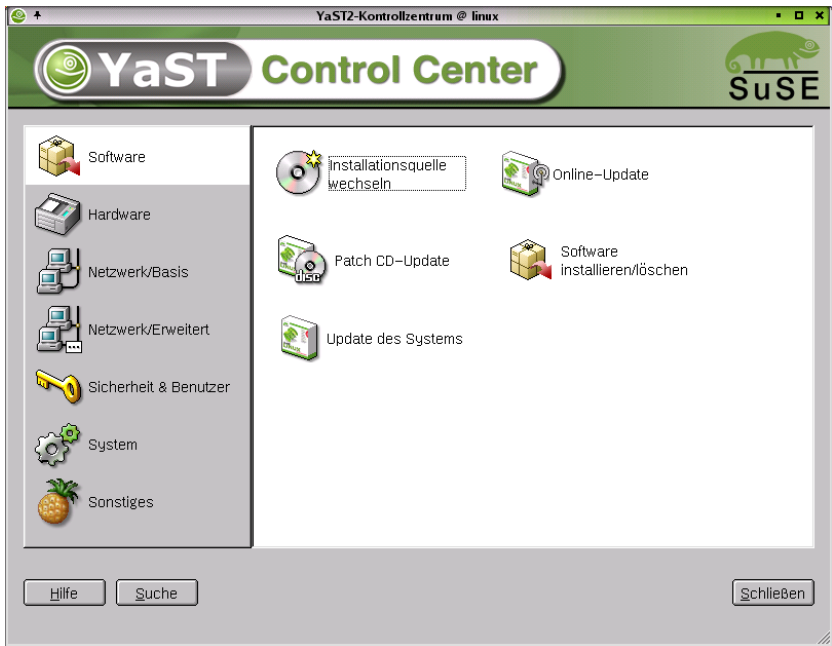 YaST2-Kontrollzentrum @ linux
YaST Control Center
SuSE
Software
Hardware
Netzwerk/Basis
Netzwerk/Erweitert
Sicherheit & Benutzer
System
Sonstiges
Installationsquelle
wechseln
Online-Update
disc
Patch CD-Update
Software
installieren/löschen
Update des Systems
Hilfe
Suche
Schließen